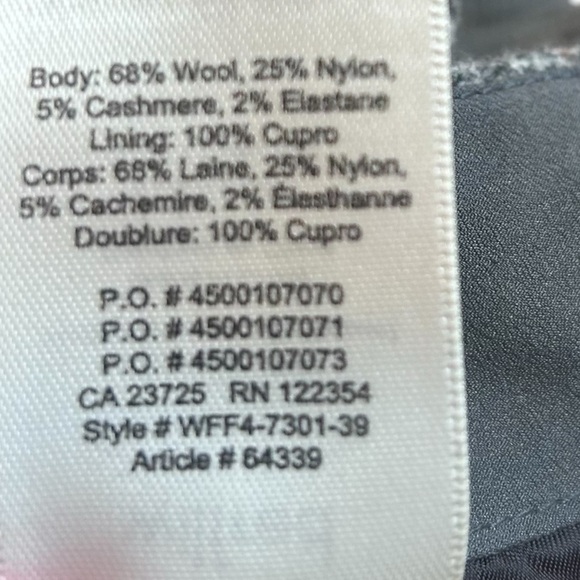 Body: 68% Wool, 25% Nylon,
5% Cashmere, 2% Elastane
Lining: 100% Cupro
Corps: 68% Laine, 25% Nylon,
5% Cachemire, 2% Élasthanne
Doublure: 100% Cupro
P.O. # 4500107070
P.O. # 4500107071
P.O. # 4500107073
CA 23725 RN 122354
Style # WFF4-7301-39
Article # 64339